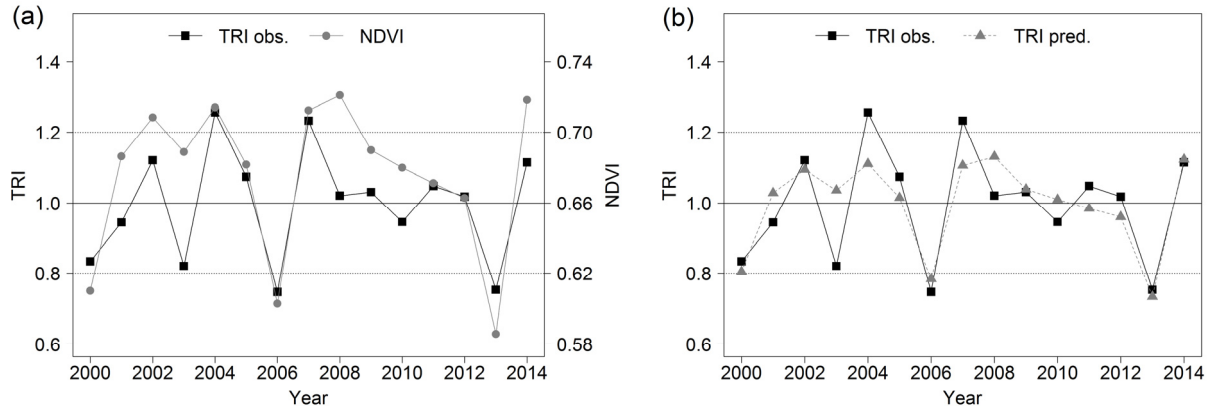 (a)
TRI obs. NDVI
1.4
1.2
1.0
0.8
0.6
TRI
0.74
0.70
0.66
0.62
0.58
NDVI
2000 2002 2004 2006 2008 2010 2012 2014
Year
(b)
TRI obs. TRI pred.
1.4
1.2
1.0
0.8
0.6
TRI
2000 2002 2004 2006 2008 2010 2012 2014
Year